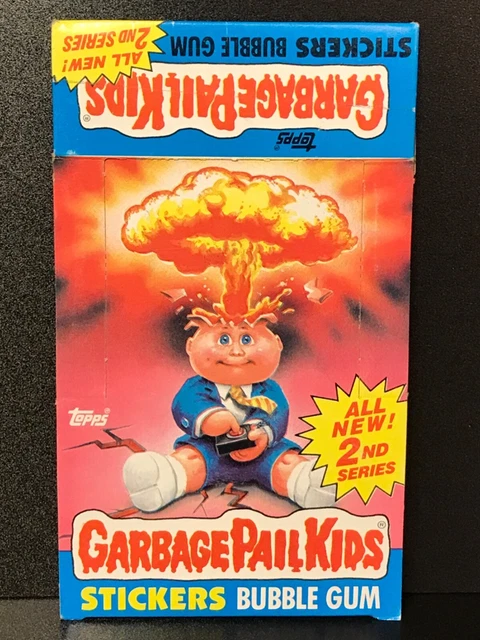 ALL NEW!
2ND SERIES
STICKERS BUBBLE GUM
GARBAGE PAIL KIDS
®
topps®
topps®
ALL
NEW!
2ND
SERIES
GARBAGE PAIL KIDS®
STICKERS BUBBLE GUM